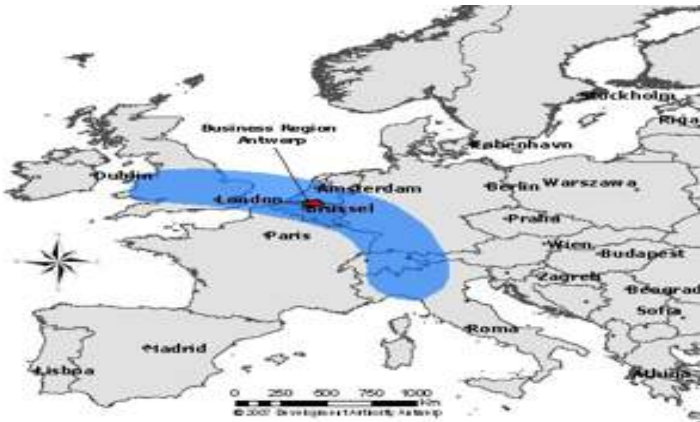 Stockholm
Riga
Business Region
Antwerp
København
Dublin
Amsterdam
Berlin
Warszawa
London
Brussel
Praha
Paris
Wien
Budapest
Zagreb
Beograd
Sofia
Roma
Madrid
Lisboa
Athina
0 250 500 750 1000
Km
© 2007 Development Authority Antwerp